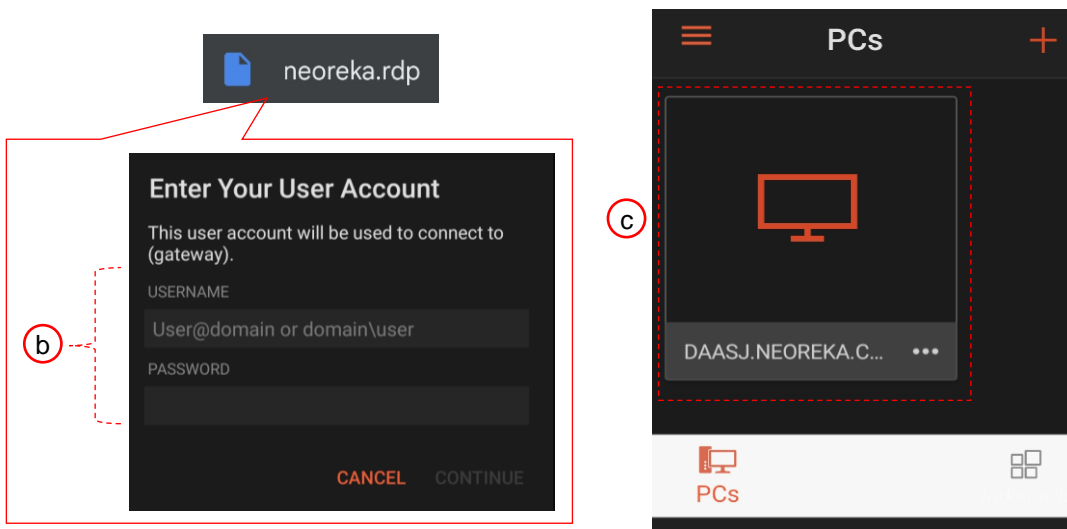 neoreka.rdp
Enter Your User Account
This user account will be used to connect to
(gateway).
USERNAME
User@domain or domain\user
PASSWORD
CANCEL CONTINUE
b
PCs
c
DAASJ.NEOREKA.C... •••
PCs